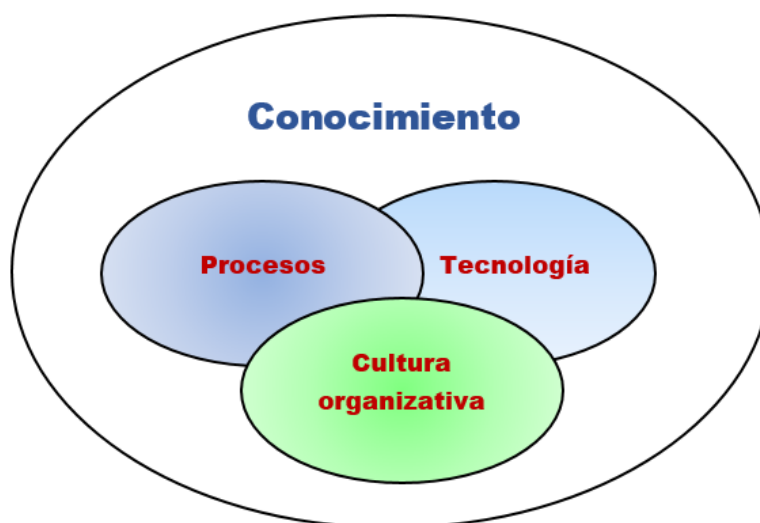 Conocimiento
Procesos
Tecnología
Cultura
organizativa